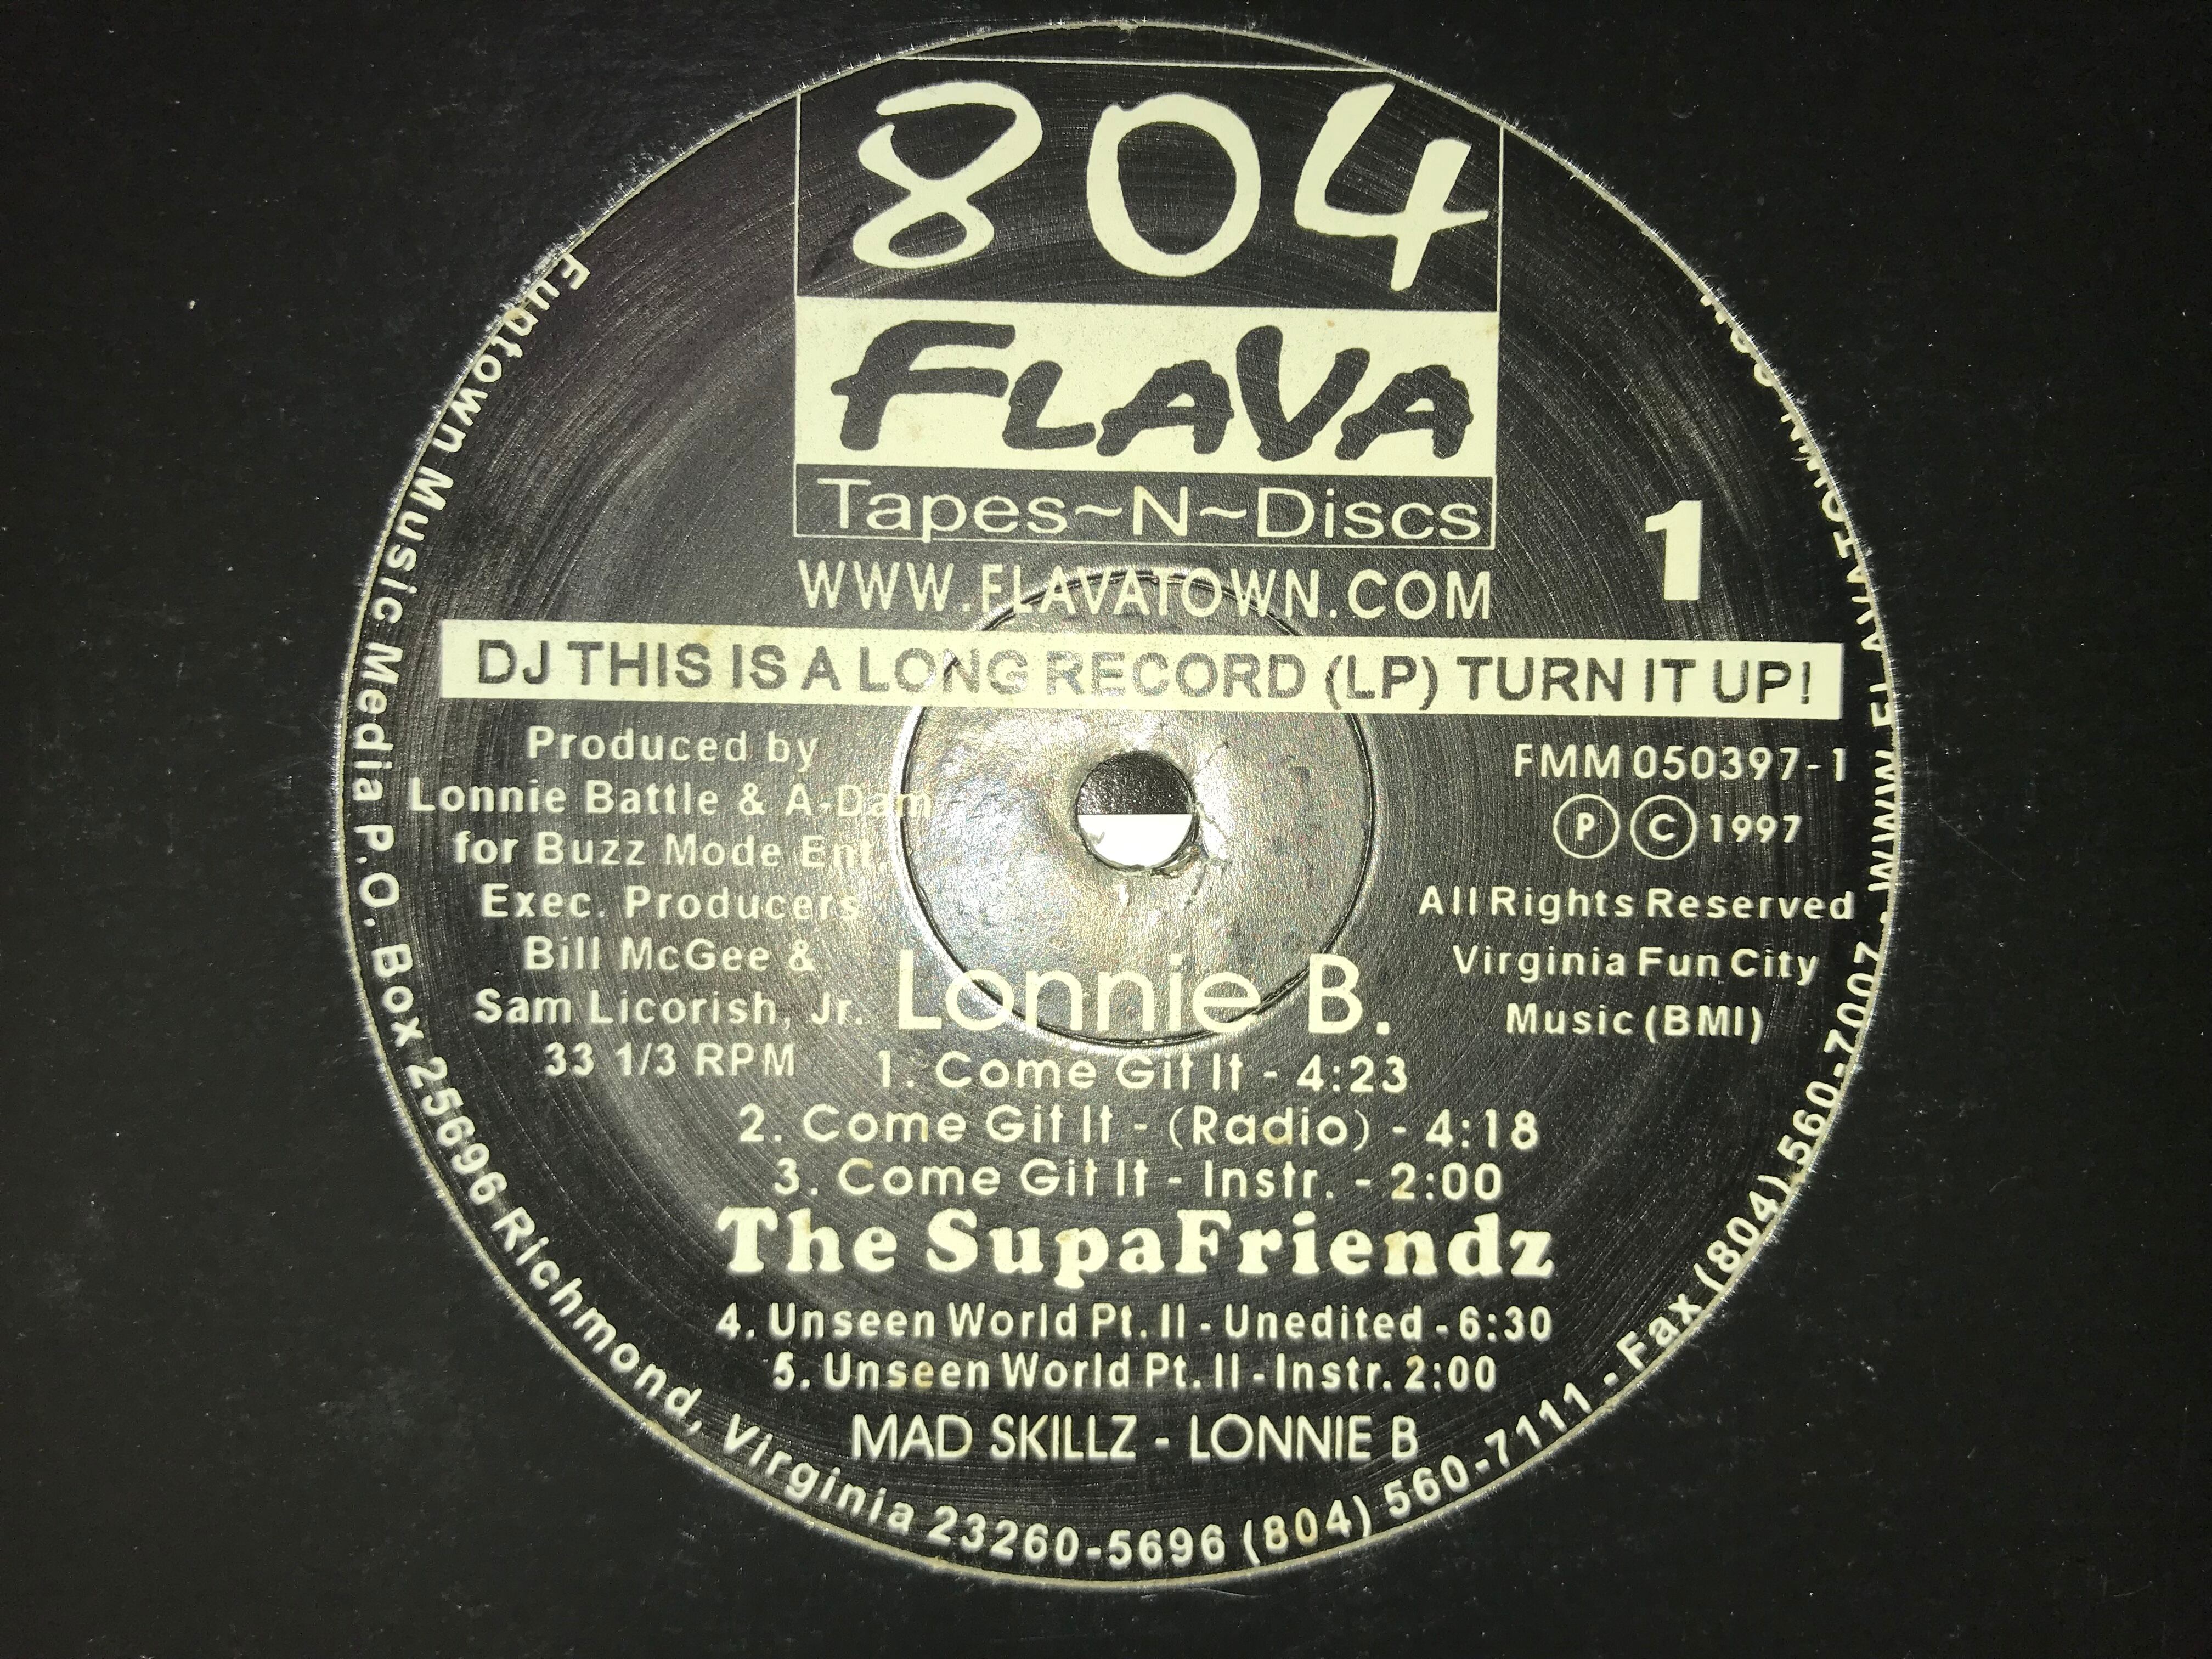 804
FLAVA
Tapes~N~Discs
WWW.FLAVATOWN.COM
1
DJ THIS IS A LONG RECORD (LP) TURN IT UP!
Produced by
Lonnie Battle & A-Dam
for Buzz Mode Ent.
Exec. Producers
Bill McGee &
Sam Licorish, Jr.
33 1/3 RPM
FMM 050397-1
Ⓟ Ⓒ 1997
All Rights Reserved
Virginia Fun City
Music (BMI)
Lonnie B.
1. Come Git It - 4:23
2. Come Git It - (Radio) - 4:18
3. Come Git It - Instr. - 2:00
The SupaFriendz
4. Unseen World Pt. II - Unedited - 6:30
5. Unseen World Pt. II - Instr. 2:00
MAD SKILLZ - LONNIE B
Funtown Music Media P.O. Box 25696 Richmond, Virginia 23260-5696 (804) 560-7111 - Fax (804) 560-7007 - WWW.FLAVATOWN.COM